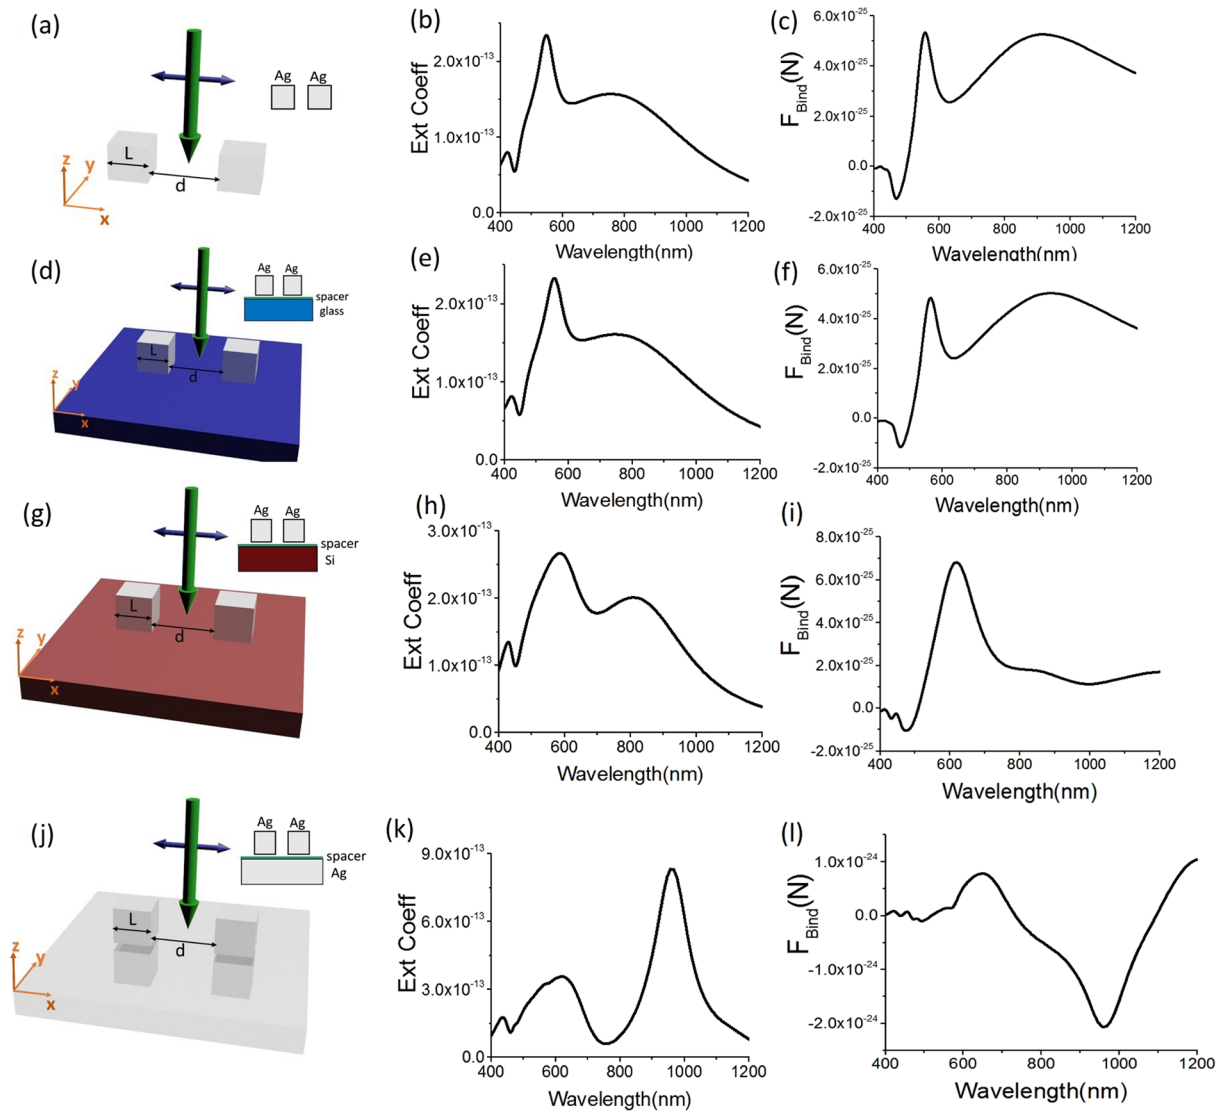 (a)
Ag Ag
L
d
z
y
x
(b)
Ext Coeff
2.0x10⁻¹³
1.0x10⁻¹³
0.0
400 600 800 1000 1200
Wavelength(nm)
(c)
F_Bind(N)
6.0x10⁻²⁵
4.0x10⁻²⁵
2.0x10⁻²⁵
0.0
-2.0x10⁻²⁵
400 600 800 1000 1200
Wavelength(nm)
(d)
Ag Ag
spacer
glass
L
d
z
y
x
(e)
Ext Coeff
2.0x10⁻¹³
1.0x10⁻¹³
0.0
400 600 800 1000 1200
Wavelength(nm)
(f)
F_Bind(N)
6.0x10⁻²⁵
4.0x10⁻²⁵
2.0x10⁻²⁵
0.0
-2.0x10⁻²⁵
400 600 800 1000 1200
Wavelength(nm)
(g)
Ag Ag
spacer
Si
L
d
z
y
x
(h)
Ext Coeff
3.0x10⁻¹³
2.0x10⁻¹³
1.0x10⁻¹³
0.0
400 600 800 1000 1200
Wavelength(nm)
(i)
F_Bind(N)
8.0x10⁻²⁵
6.0x10⁻²⁵
4.0x10⁻²⁵
2.0x10⁻²⁵
0.0
-2.0x10⁻²⁵
400 600 800 1000 1200
Wavelength(nm)
(j)
Ag Ag
spacer
Ag
L
d
z
y
x
(k)
Ext Coeff
9.0x10⁻¹³
6.0x10⁻¹³
3.0x10⁻¹³
0.0
400 600 800 1000 1200
Wavelength(nm)
(l)
F_Bind(N)
1.0x10⁻²⁴
0.0
-1.0x10⁻²⁴
-2.0x10⁻²⁴
400 600 800 1000 1200
Wavelength(nm)